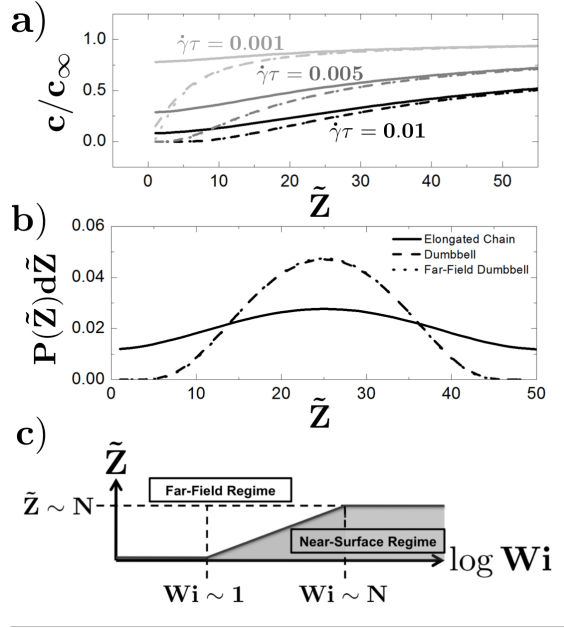 a)
c/c∞
1.0
0.5
0.0
γ̇τ = 0.001
γ̇τ = 0.005
γ̇τ = 0.01
0 10 20 30 40 50
Z̃
b)
P(Z̃)dZ̃
0.06
0.04
0.02
0.00
Elongated Chain
Dumbbell
Far-Field Dumbbell
0 10 20 30 40 50
Z̃
c)
Z̃
Z̃ ∼ N
Far-Field Regime
Near-Surface Regime
log Wi
Wi ∼ 1 Wi ∼ N